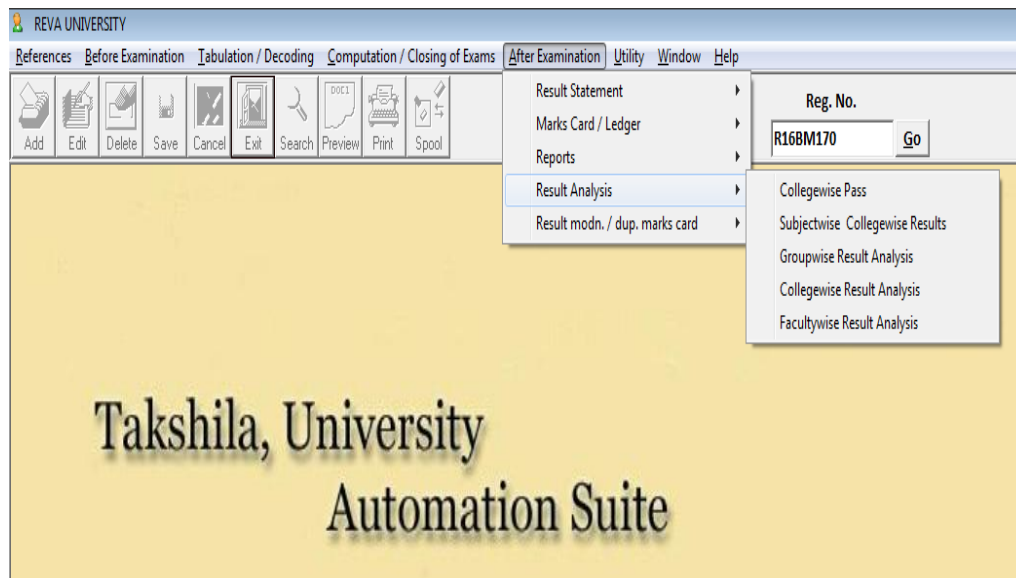 REVA UNIVERSITY
References Before Examination Tabulation / Decoding Computation / Closing of Exams After Examination Utility Window Help
Add Edit Delete Save Cancel Exit Search DOC1 Preview Print Spool
Reg. No.
R16BM170 Go
Result Statement
Marks Card / Ledger
Reports
Result Analysis
Result modn. / dup. marks card
Collegewise Pass
Subjectwise Collegewise Results
Groupwise Result Analysis
Collegewise Result Analysis
Facultywise Result Analysis
Takshila, University
Automation Suite